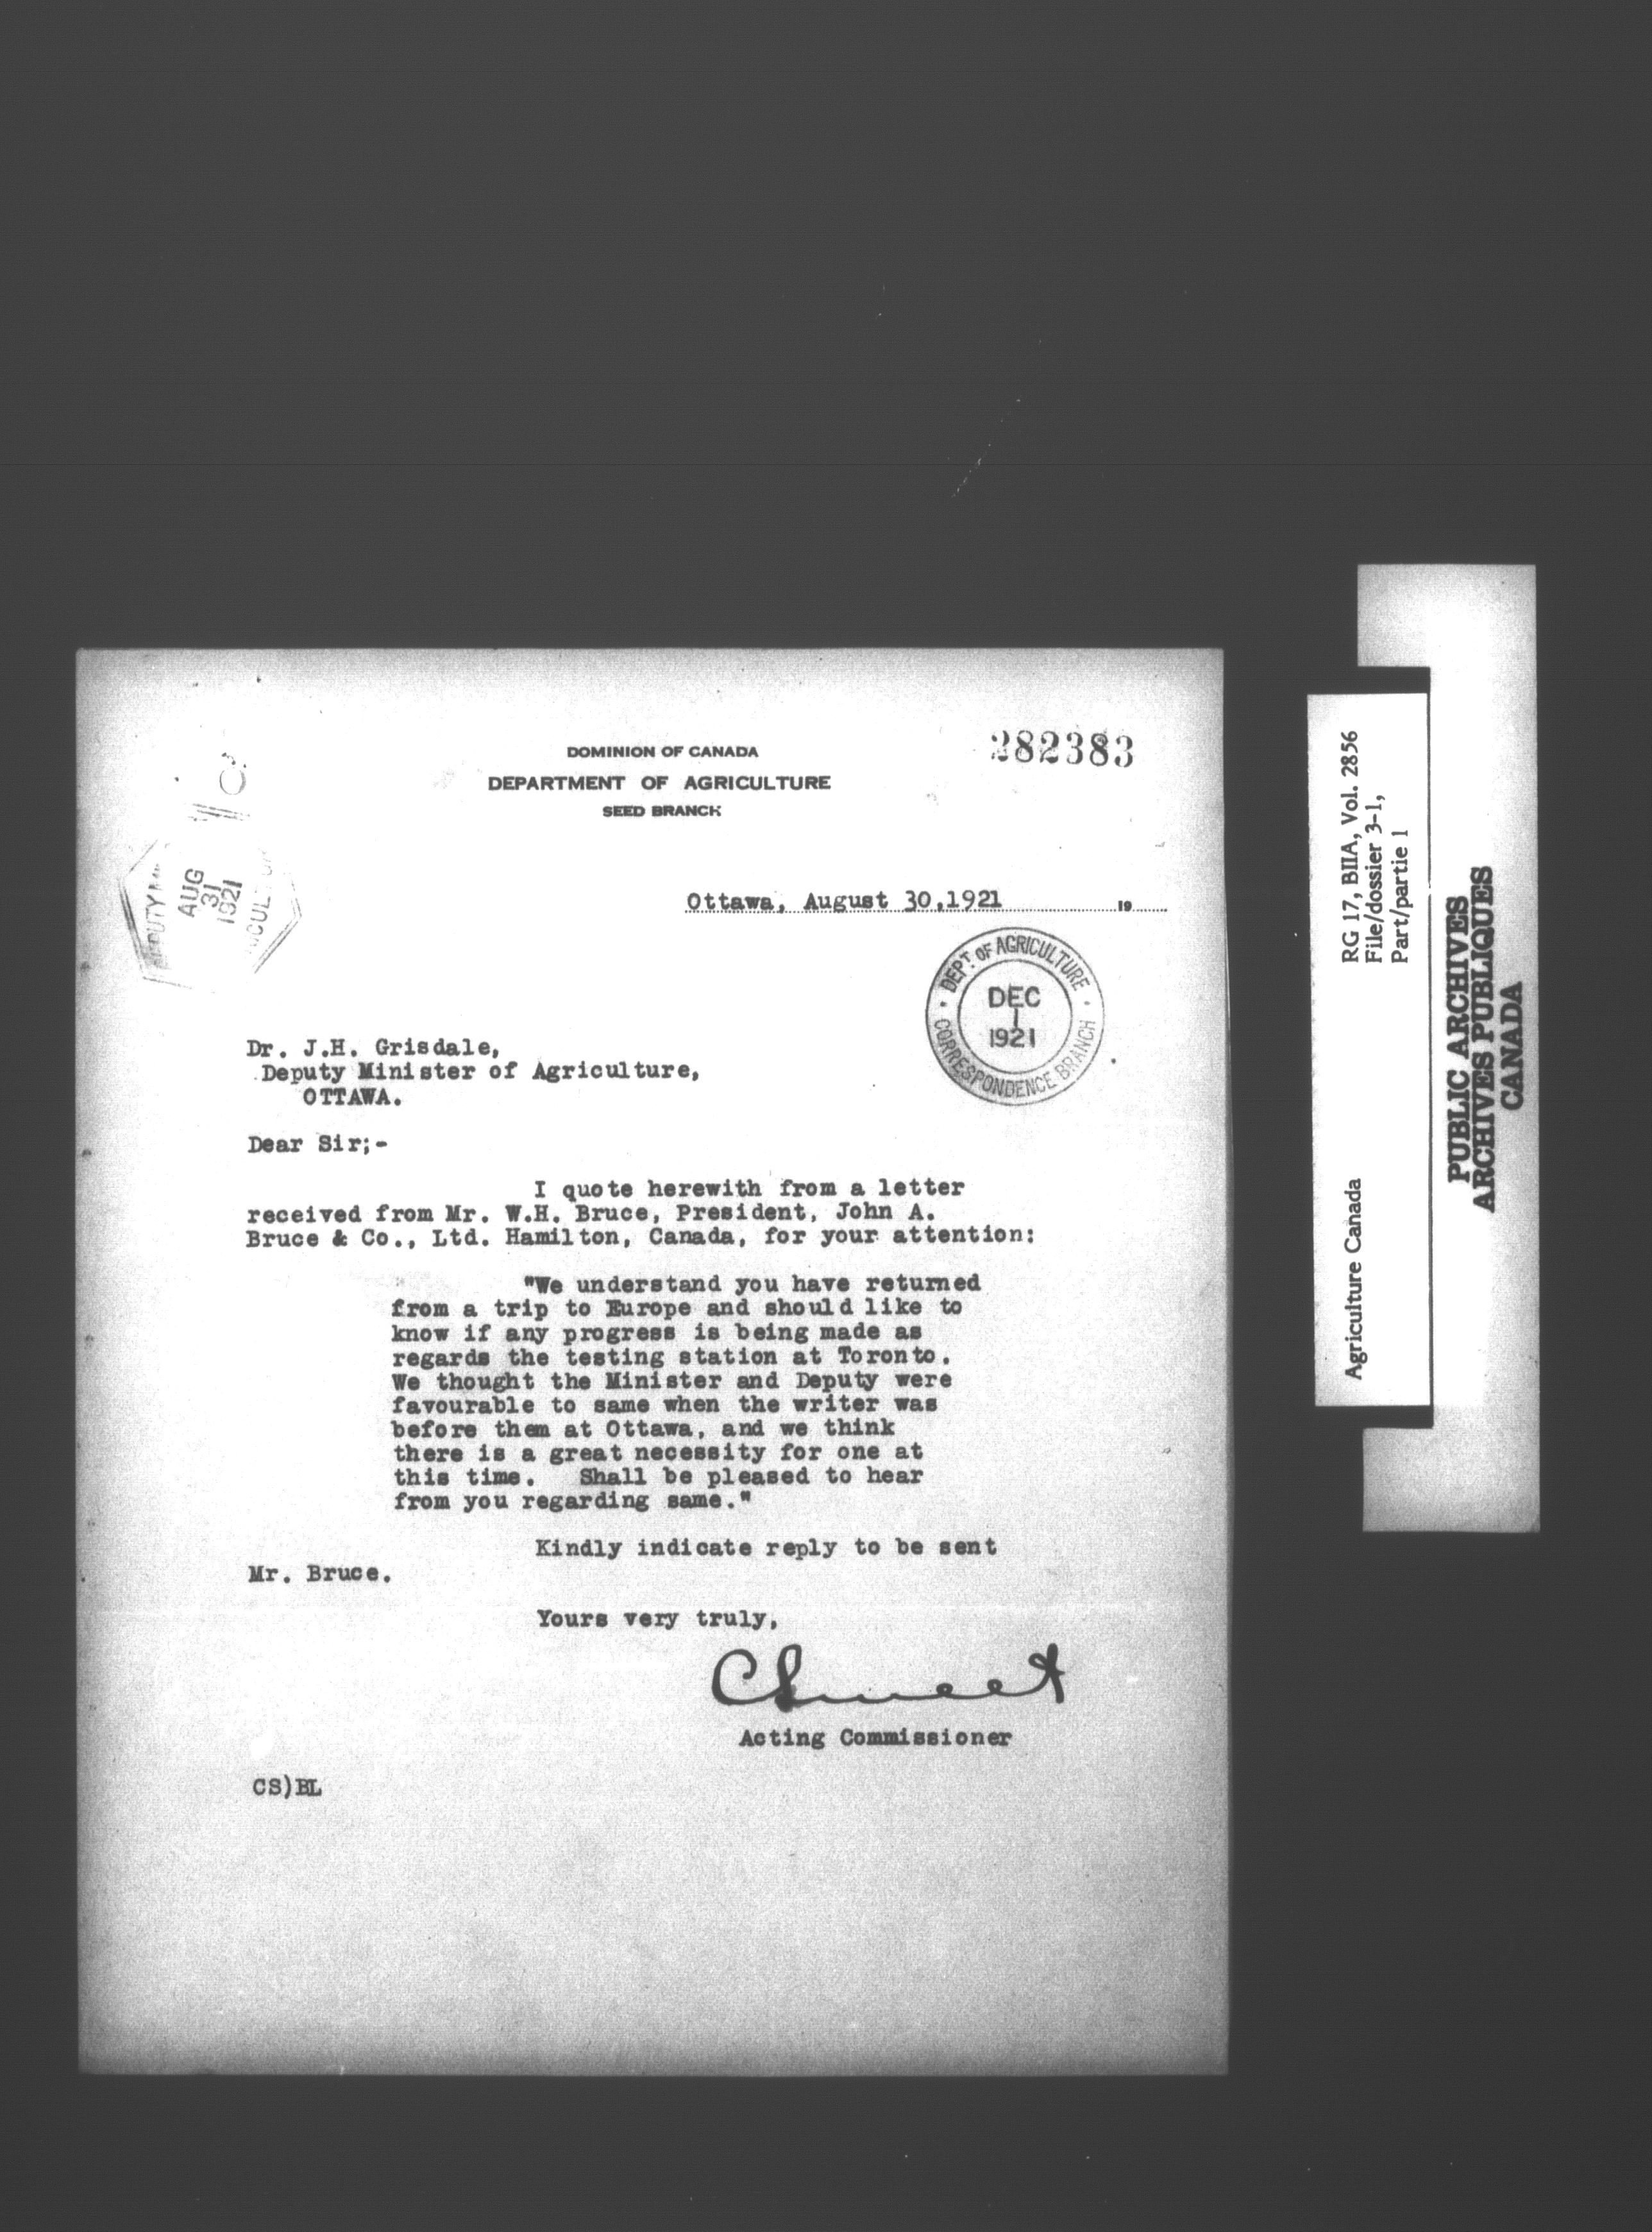 282383
DOMINION OF CANADA
DEPARTMENT OF AGRICULTURE
SEED BRANCH
AUG
31
1921
Ottawa, August 30,1921 19
DEPT. OF AGRICULTURE
DEC
1
1921
CORRESPONDENCE BRANCH
Dr. J.H. Grisdale,
Deputy Minister of Agriculture,
OTTAWA.
Dear Sir;-
I quote herewith from a letter
received from Mr. W.H. Bruce, President, John A.
Bruce & Co., Ltd. Hamilton, Canada, for your attention:
"We understand you have returned
from a trip to Europe and should like to
know if any progress is being made as
regards the testing station at Toronto.
We thought the Minister and Deputy were
favourable to same when the writer was
before them at Ottawa, and we think
there is a great necessity for one at
this time. Shall be pleased to hear
from you regarding same."
Kindly indicate reply to be sent
Mr. Bruce.
Yours very truly,
CSweet
Acting Commissioner
CS)BL
RG 17, BIIA, Vol. 2856
File/dossier 3-1,
Part/partie 1
Agriculture Canada
PUBLIC ARCHIVES
ARCHIVES PUBLIQUES
CANADA